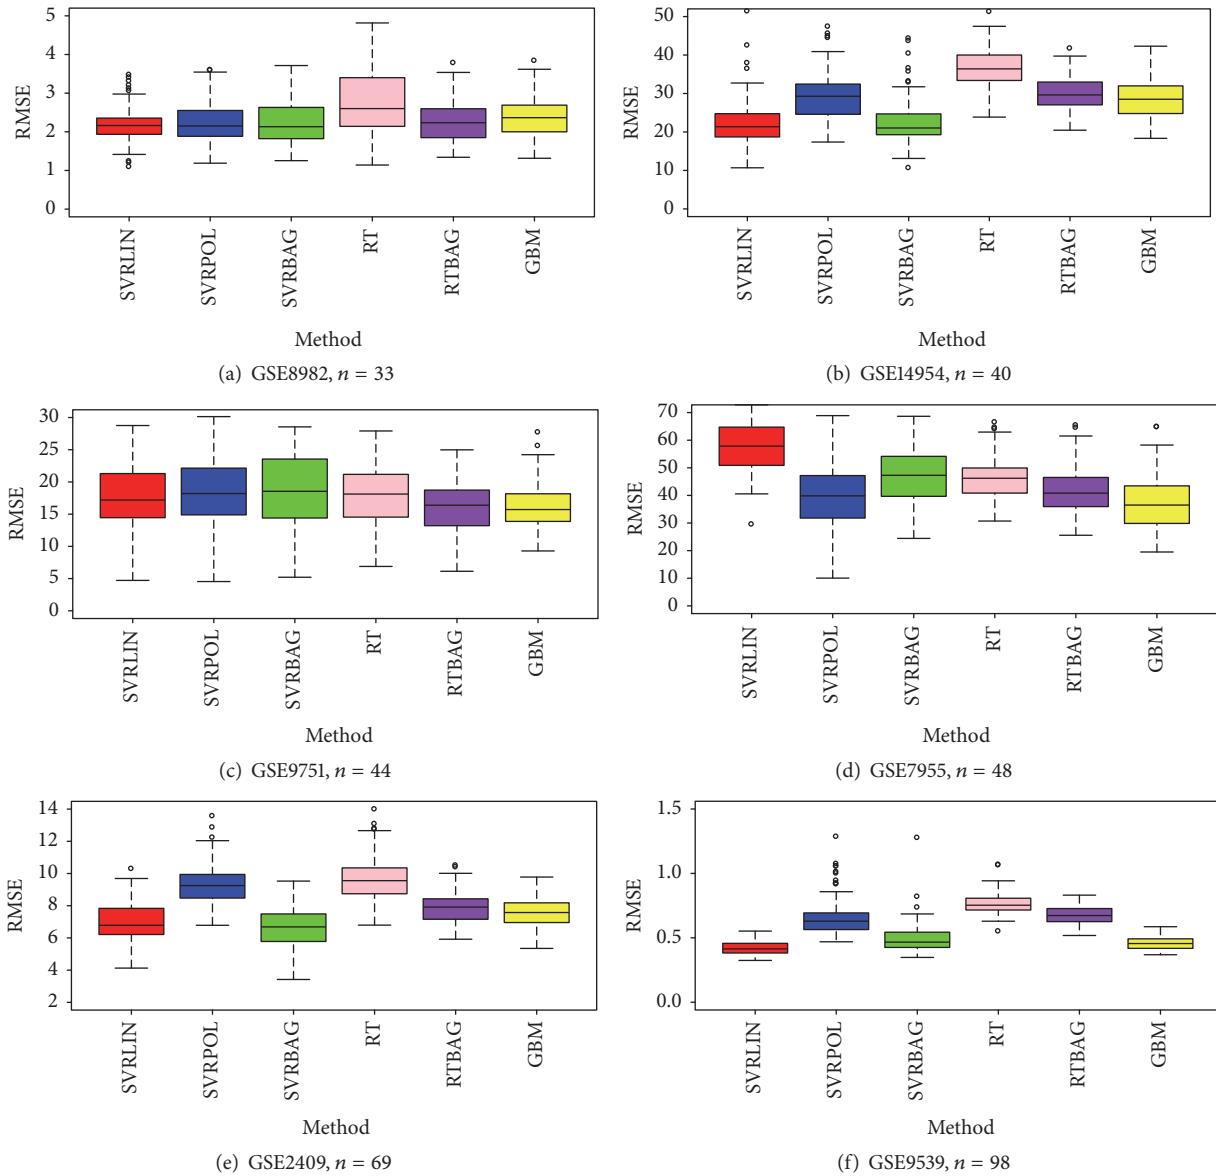 RMSE
5
4
3
2
1
0
SVRLIN
SVRPOL
SVRBAG
RT
RTBAG
GBM
Method
(a) GSE8982, n = 33
RMSE
50
40
30
20
10
0
SVRLIN
SVRPOL
SVRBAG
RT
RTBAG
GBM
Method
(b) GSE14954, n = 40
RMSE
30
25
20
15
10
5
0
SVRLIN
SVRPOL
SVRBAG
RT
RTBAG
GBM
Method
(c) GSE9751, n = 44
RMSE
70
60
50
40
30
20
10
0
SVRLIN
SVRPOL
SVRBAG
RT
RTBAG
GBM
Method
(d) GSE7955, n = 48
RMSE
14
12
10
8
6
4
2
SVRLIN
SVRPOL
SVRBAG
RT
RTBAG
GBM
Method
(e) GSE2409, n = 69
RMSE
1.5
1.0
0.5
0.0
SVRLIN
SVRPOL
SVRBAG
RT
RTBAG
GBM
Method
(f) GSE9539, n = 98